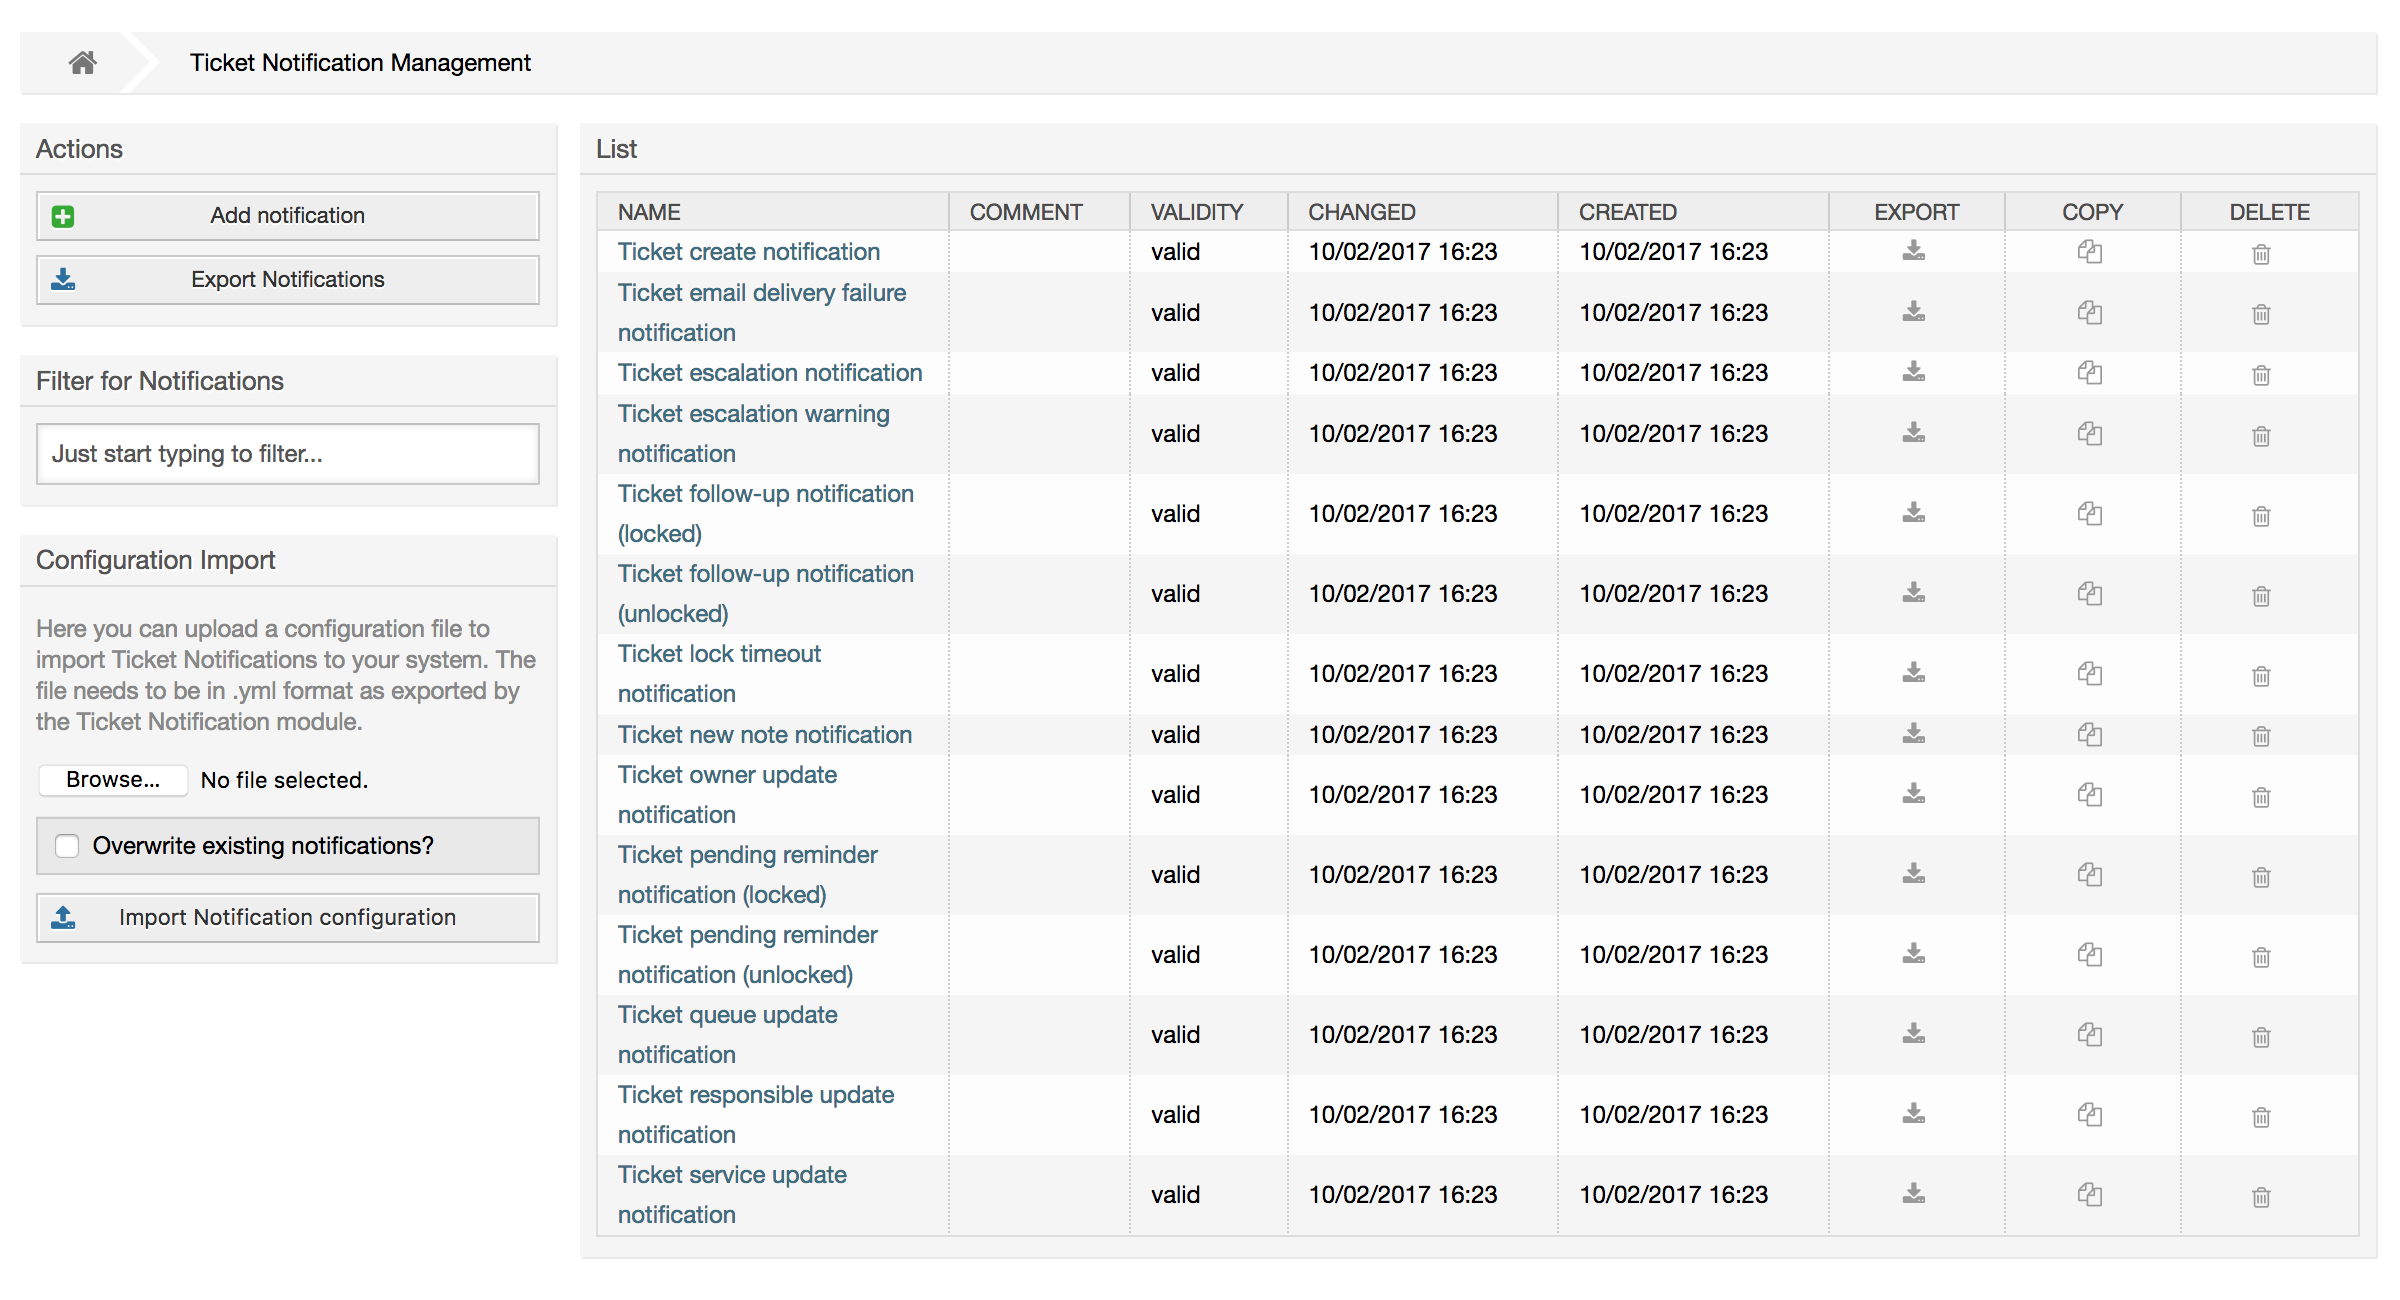 Ticket Notification Management
Actions
Add notification
Export Notifications
Filter for Notifications
Just start typing to filter...
Configuration Import
Here you can upload a configuration file to
import Ticket Notifications to your system. The
file needs to be in .yml format as exported by
the Ticket Notification module.
Browse... No file selected.
Overwrite existing notifications?
Import Notification configuration
List
NAME COMMENT VALIDITY CHANGED CREATED EXPORT COPY DELETE
Ticket create notification valid 10/02/2017 16:23 10/02/2017 16:23
Ticket email delivery failure
notification valid 10/02/2017 16:23 10/02/2017 16:23
Ticket escalation notification valid 10/02/2017 16:23 10/02/2017 16:23
Ticket escalation warning
notification valid 10/02/2017 16:23 10/02/2017 16:23
Ticket follow-up notification
(locked) valid 10/02/2017 16:23 10/02/2017 16:23
Ticket follow-up notification
(unlocked) valid 10/02/2017 16:23 10/02/2017 16:23
Ticket lock timeout
notification valid 10/02/2017 16:23 10/02/2017 16:23
Ticket new note notification valid 10/02/2017 16:23 10/02/2017 16:23
Ticket owner update
notification valid 10/02/2017 16:23 10/02/2017 16:23
Ticket pending reminder
notification (locked) valid 10/02/2017 16:23 10/02/2017 16:23
Ticket pending reminder
notification (unlocked) valid 10/02/2017 16:23 10/02/2017 16:23
Ticket queue update
notification valid 10/02/2017 16:23 10/02/2017 16:23
Ticket responsible update
notification valid 10/02/2017 16:23 10/02/2017 16:23
Ticket service update
notification valid 10/02/2017 16:23 10/02/2017 16:23